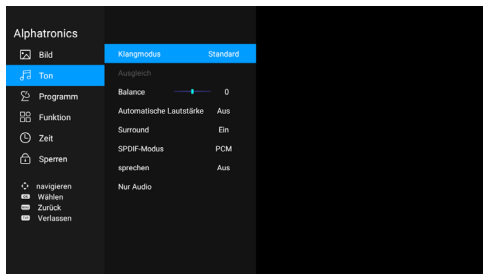 Alphatronics
Bild
Ton
Programm
Funktion
Zeit
Sperren
navigieren
Wählen
Zurück
Verlassen
Klangmodus Standard
Ausgleich
Balance 0
Automatische Lautstärke Aus
Surround Ein
SPDIF-Modus PCM
sprechen Aus
Nur Audio